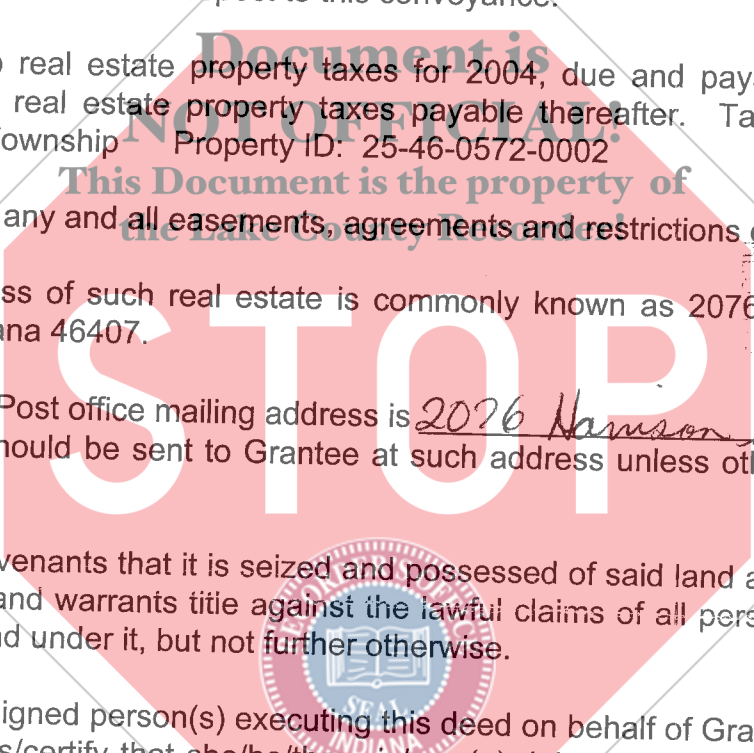 Document is
real estate property taxes for 2004, due and pay
real estate property taxes payable thereafter. Ta
NOT OFFICIAL!
ownship Property ID: 25-46-0572-0002
This Document is the property of
any and all easements, agreements and restrictions
the Lake County Recorder!
ss of such real estate is commonly known as 2076
ana 46407.
STOP
Post office mailing address is 2076 Harrison
hould be sent to Grantee at such address unless oth
venants that it is seized and possessed of said land a
and warrants titie against the lawful claims of all pers
d under it, but not further otherwise.
SEAL
INDIANA
igned person(s) executing this deed on behalf of Gra